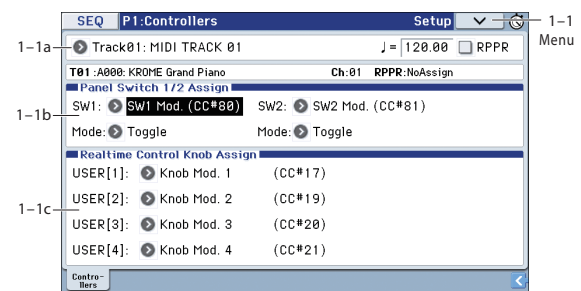 SEQ P1:Controllers Setup 1–1
Menu
1–1a Track01: MIDI TRACK 01 ♩= 120.00 RPPR
T01 :A000: KROME Grand Piano Ch:01 RPPR:NoAssign
Panel Switch 1/2 Assign
1–1b SW1: SW1 Mod. (CC#80) SW2: SW2 Mod. (CC#81)
Mode: Toggle Mode: Toggle
Realtime Control Knob Assign
USER[1]: Knob Mod. 1 (CC#17)
USER[2]: Knob Mod. 2 (CC#19)
1–1c USER[3]: Knob Mod. 3 (CC#20)
USER[4]: Knob Mod. 4 (CC#21)
Contro-
llers